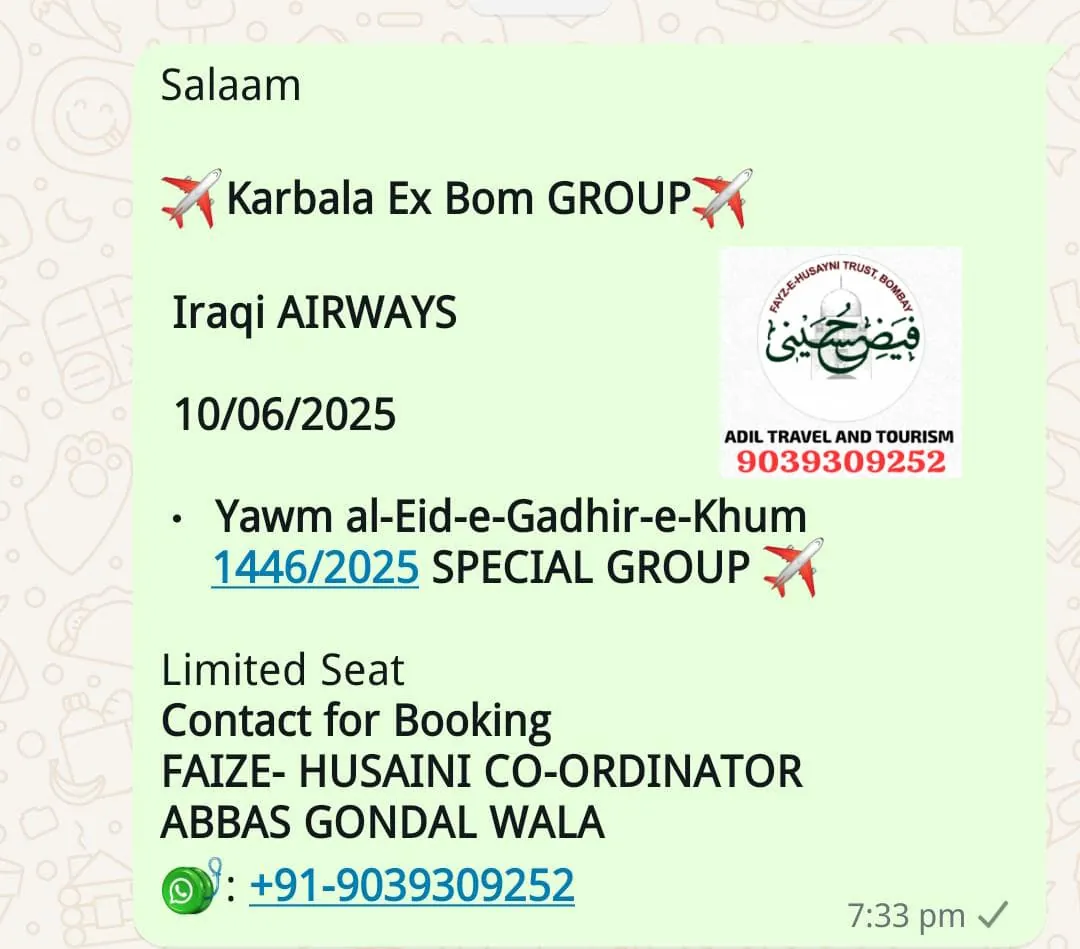 Salaam
✈️Karbala Ex Bom GROUP✈️
Iraqi AIRWAYS
10/06/2025
FAYZ-E-HUSAYNI TRUST, BOMBAY
فیض حسینی
ADIL TRAVEL AND TOURISM
9039309252
• Yawm al-Eid-e-Gadhir-e-Khum
1446/2025 SPECIAL GROUP ✈️
Limited Seat
Contact for Booking
FAIZE- HUSAINI CO-ORDINATOR
ABBAS GONDAL WALA
: +91-9039309252
7:33 pm